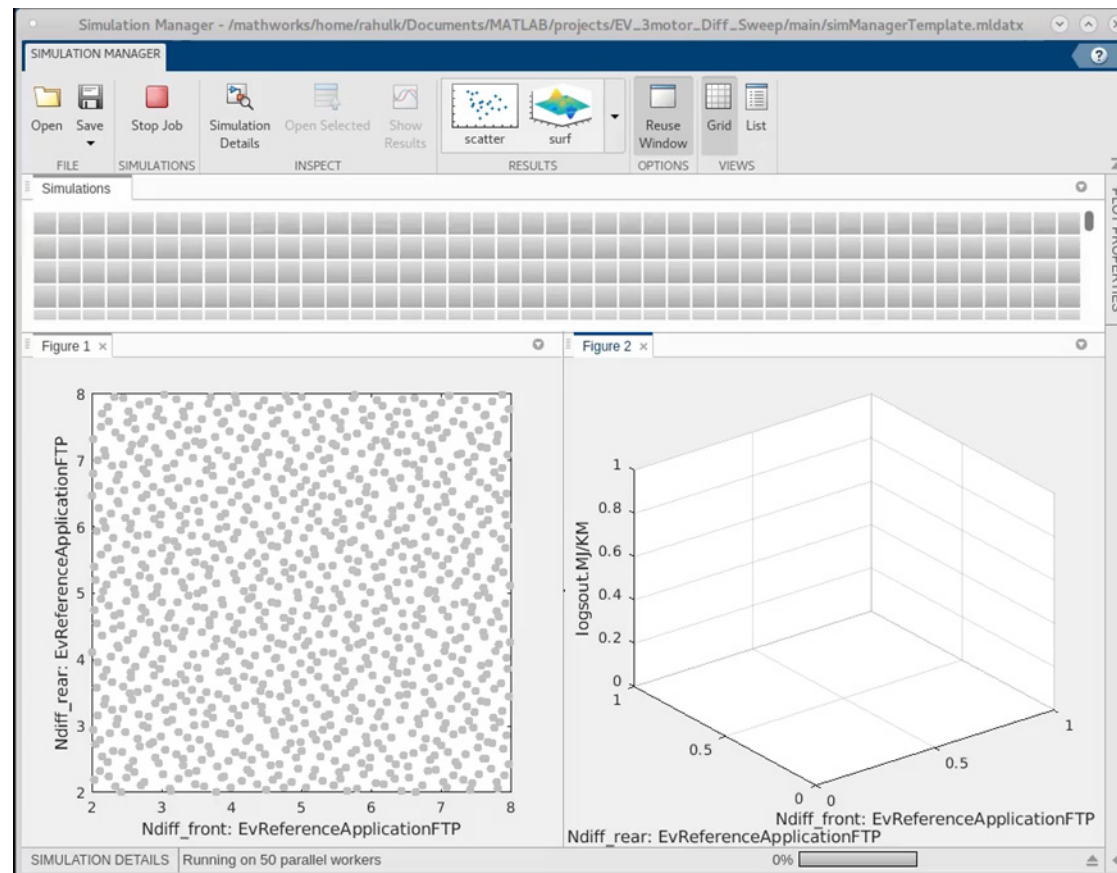 Simulation Manager - /mathworks/home/rahulk/Documents/MATLAB/projects/EV_3motor_Diff_Sweep/main/simManagerTemplate.mldatx
SIMULATION MANAGER
?
Open Save Stop Job Simulation Details Open Selected Show Results scatter surf Reuse Window Grid List
FILE SIMULATIONS INSPECT RESULTS OPTIONS VIEWS
Simulations
PLOT PROPERTIES
Figure 1 ×
Figure 2 ×
Ndiff_rear: EvReferenceApplicationFTP
8
7
6
5
4
3
2
2 3 4 5 6 7 8
Ndiff_front: EvReferenceApplicationFTP
logsout.MJ/KM
1
0.8
0.6
0.4
0.2
0
1
0.5
0
0
0.5
1
Ndiff_front: EvReferenceApplicationFTP
Ndiff_rear: EvReferenceApplicationFTP
SIMULATION DETAILS Running on 50 parallel workers 0%